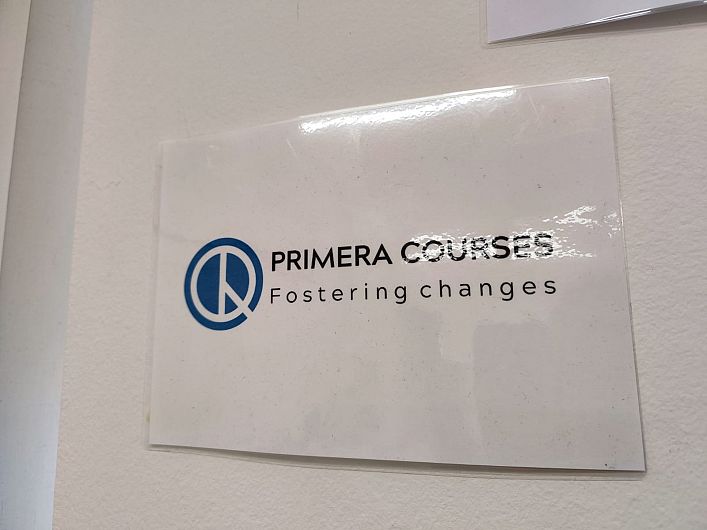 PRIMERA COURSES
Fostering changes